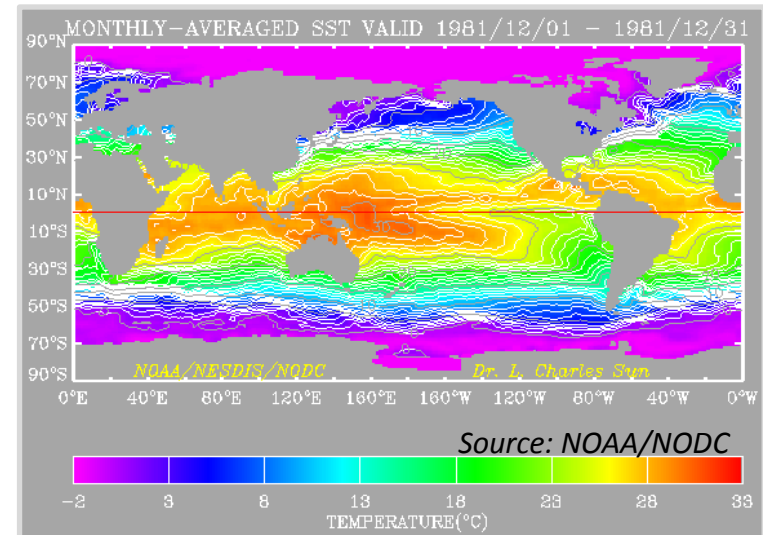 MONTHLY-AVERAGED SST VALID 1981/12/01 - 1981/12/31
90°N
70°N
50°N
30°N
10°N
10°S
30°S
50°S
70°S
90°S
NOAA/NESDIS/NODC Dr. L. Charles Sun
0°E 40°E 80°E 120°E 160°E 160°W 120°W 80°W 40°W 0°W
Source: NOAA/NODC
-2 3 8 13 18 23 28 33
TEMPERATURE(°C)